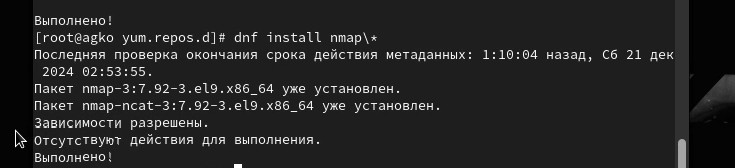 Выполнено!
[root@agko yum.repos.d]# dnf install nmap\*
Последняя проверка окончания срока действия метаданных: 1:10:04 назад, Сб 21 дек
2024 02:53:55.
Пакет nmap-3:7.92-3.el9.x86_64 уже установлен.
Пакет nmap-ncat-3:7.92-3.el9.x86_64 уже установлен.
Зависимости разрешены.
Отсутствуют действия для выполнения.
Выполнено!